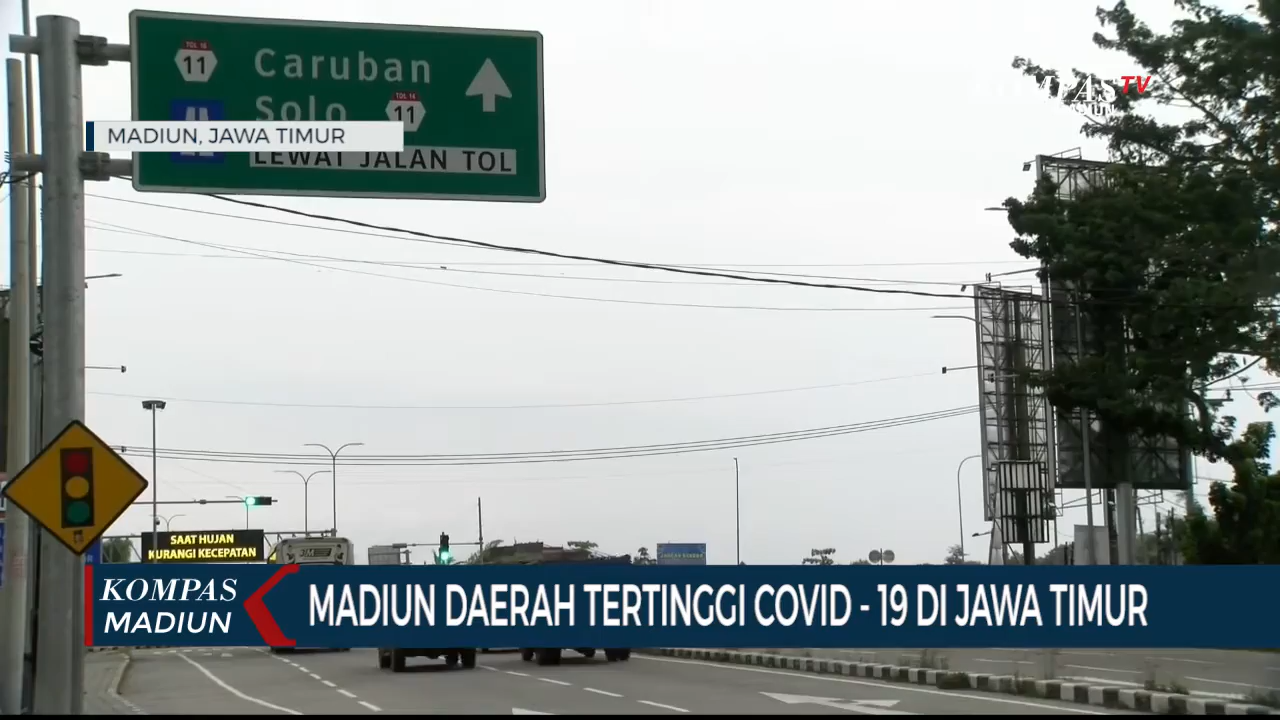 TOL 16
11
Caruban
Solo
TOL 16
11
LEWAT JALAN TOL
MADIUN, JAWA TIMUR
KOMPAS TV
MADIUN
SAAT HUJAN
KURANGI KECEPATAN
KOMPAS
MADIUN
MADIUN DAERAH TERTINGGI COVID - 19 DI JAWA TIMUR